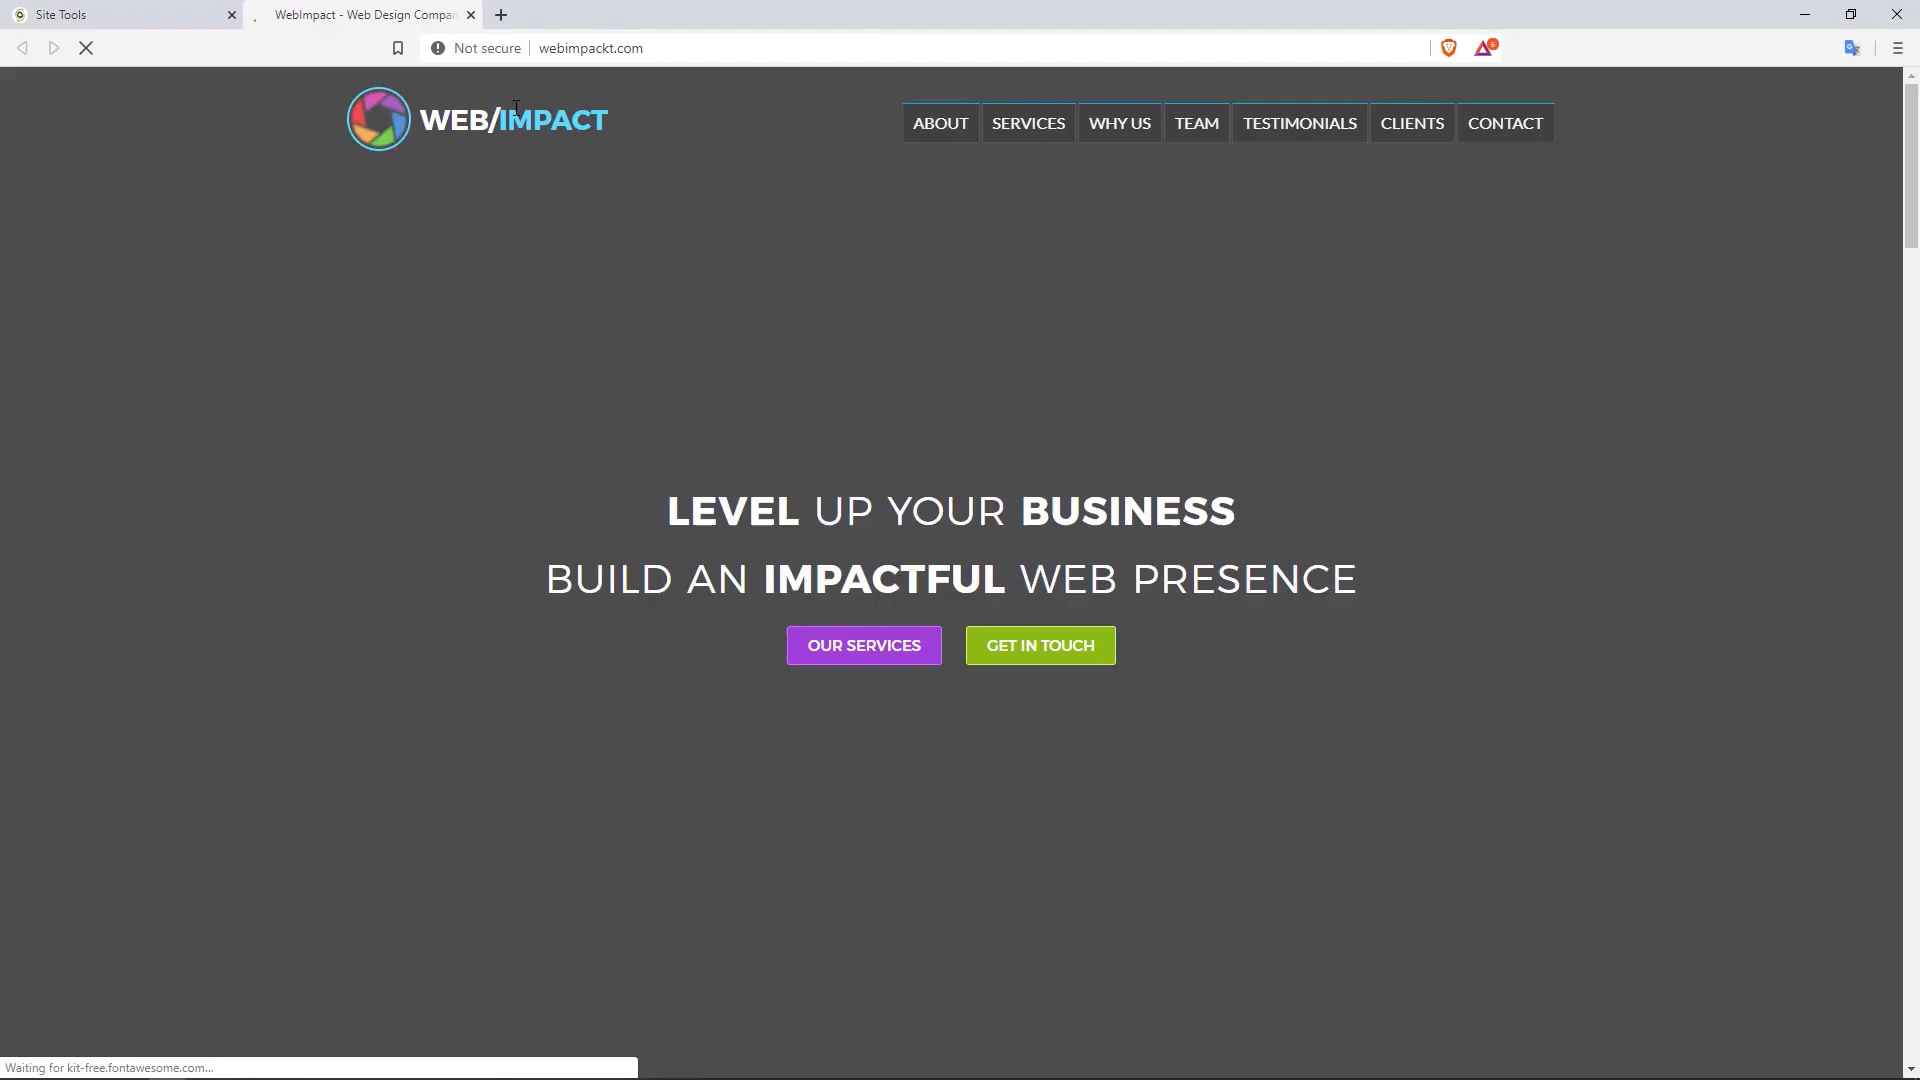 Site Tools
WebImpact - Web Design Compan
Not secure
webimpackt.com
6
WEB/IMPACT
ABOUT
SERVICES
WHY US
TEAM
TESTIMONIALS
CLIENTS
CONTACT
LEVEL UP YOUR BUSINESS
BUILD AN IMPACTFUL WEB PRESENCE
OUR SERVICES
GET IN TOUCH
Waiting for kit-free.fontawesome.com...